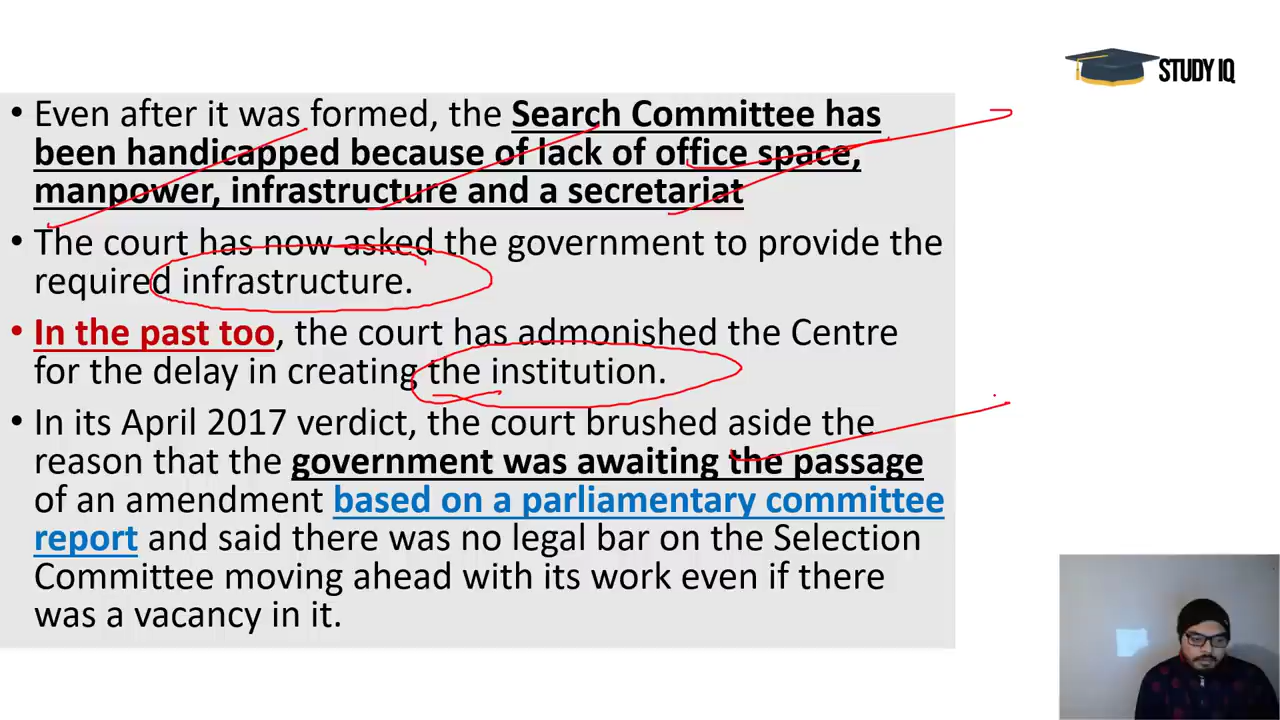 STUDY IQ
• Even after it was formed, the Search Committee has
been handicapped because of lack of office space,
manpower, infrastructure and a secretariat
• The court has now asked the government to provide the
required infrastructure.
• In the past too, the court has admonished the Centre
for the delay in creating the institution.
• In its April 2017 verdict, the court brushed aside the
reason that the government was awaiting the passage
of an amendment based on a parliamentary committee
report and said there was no legal bar on the Selection
Committee moving ahead with its work even if there
was a vacancy in it.